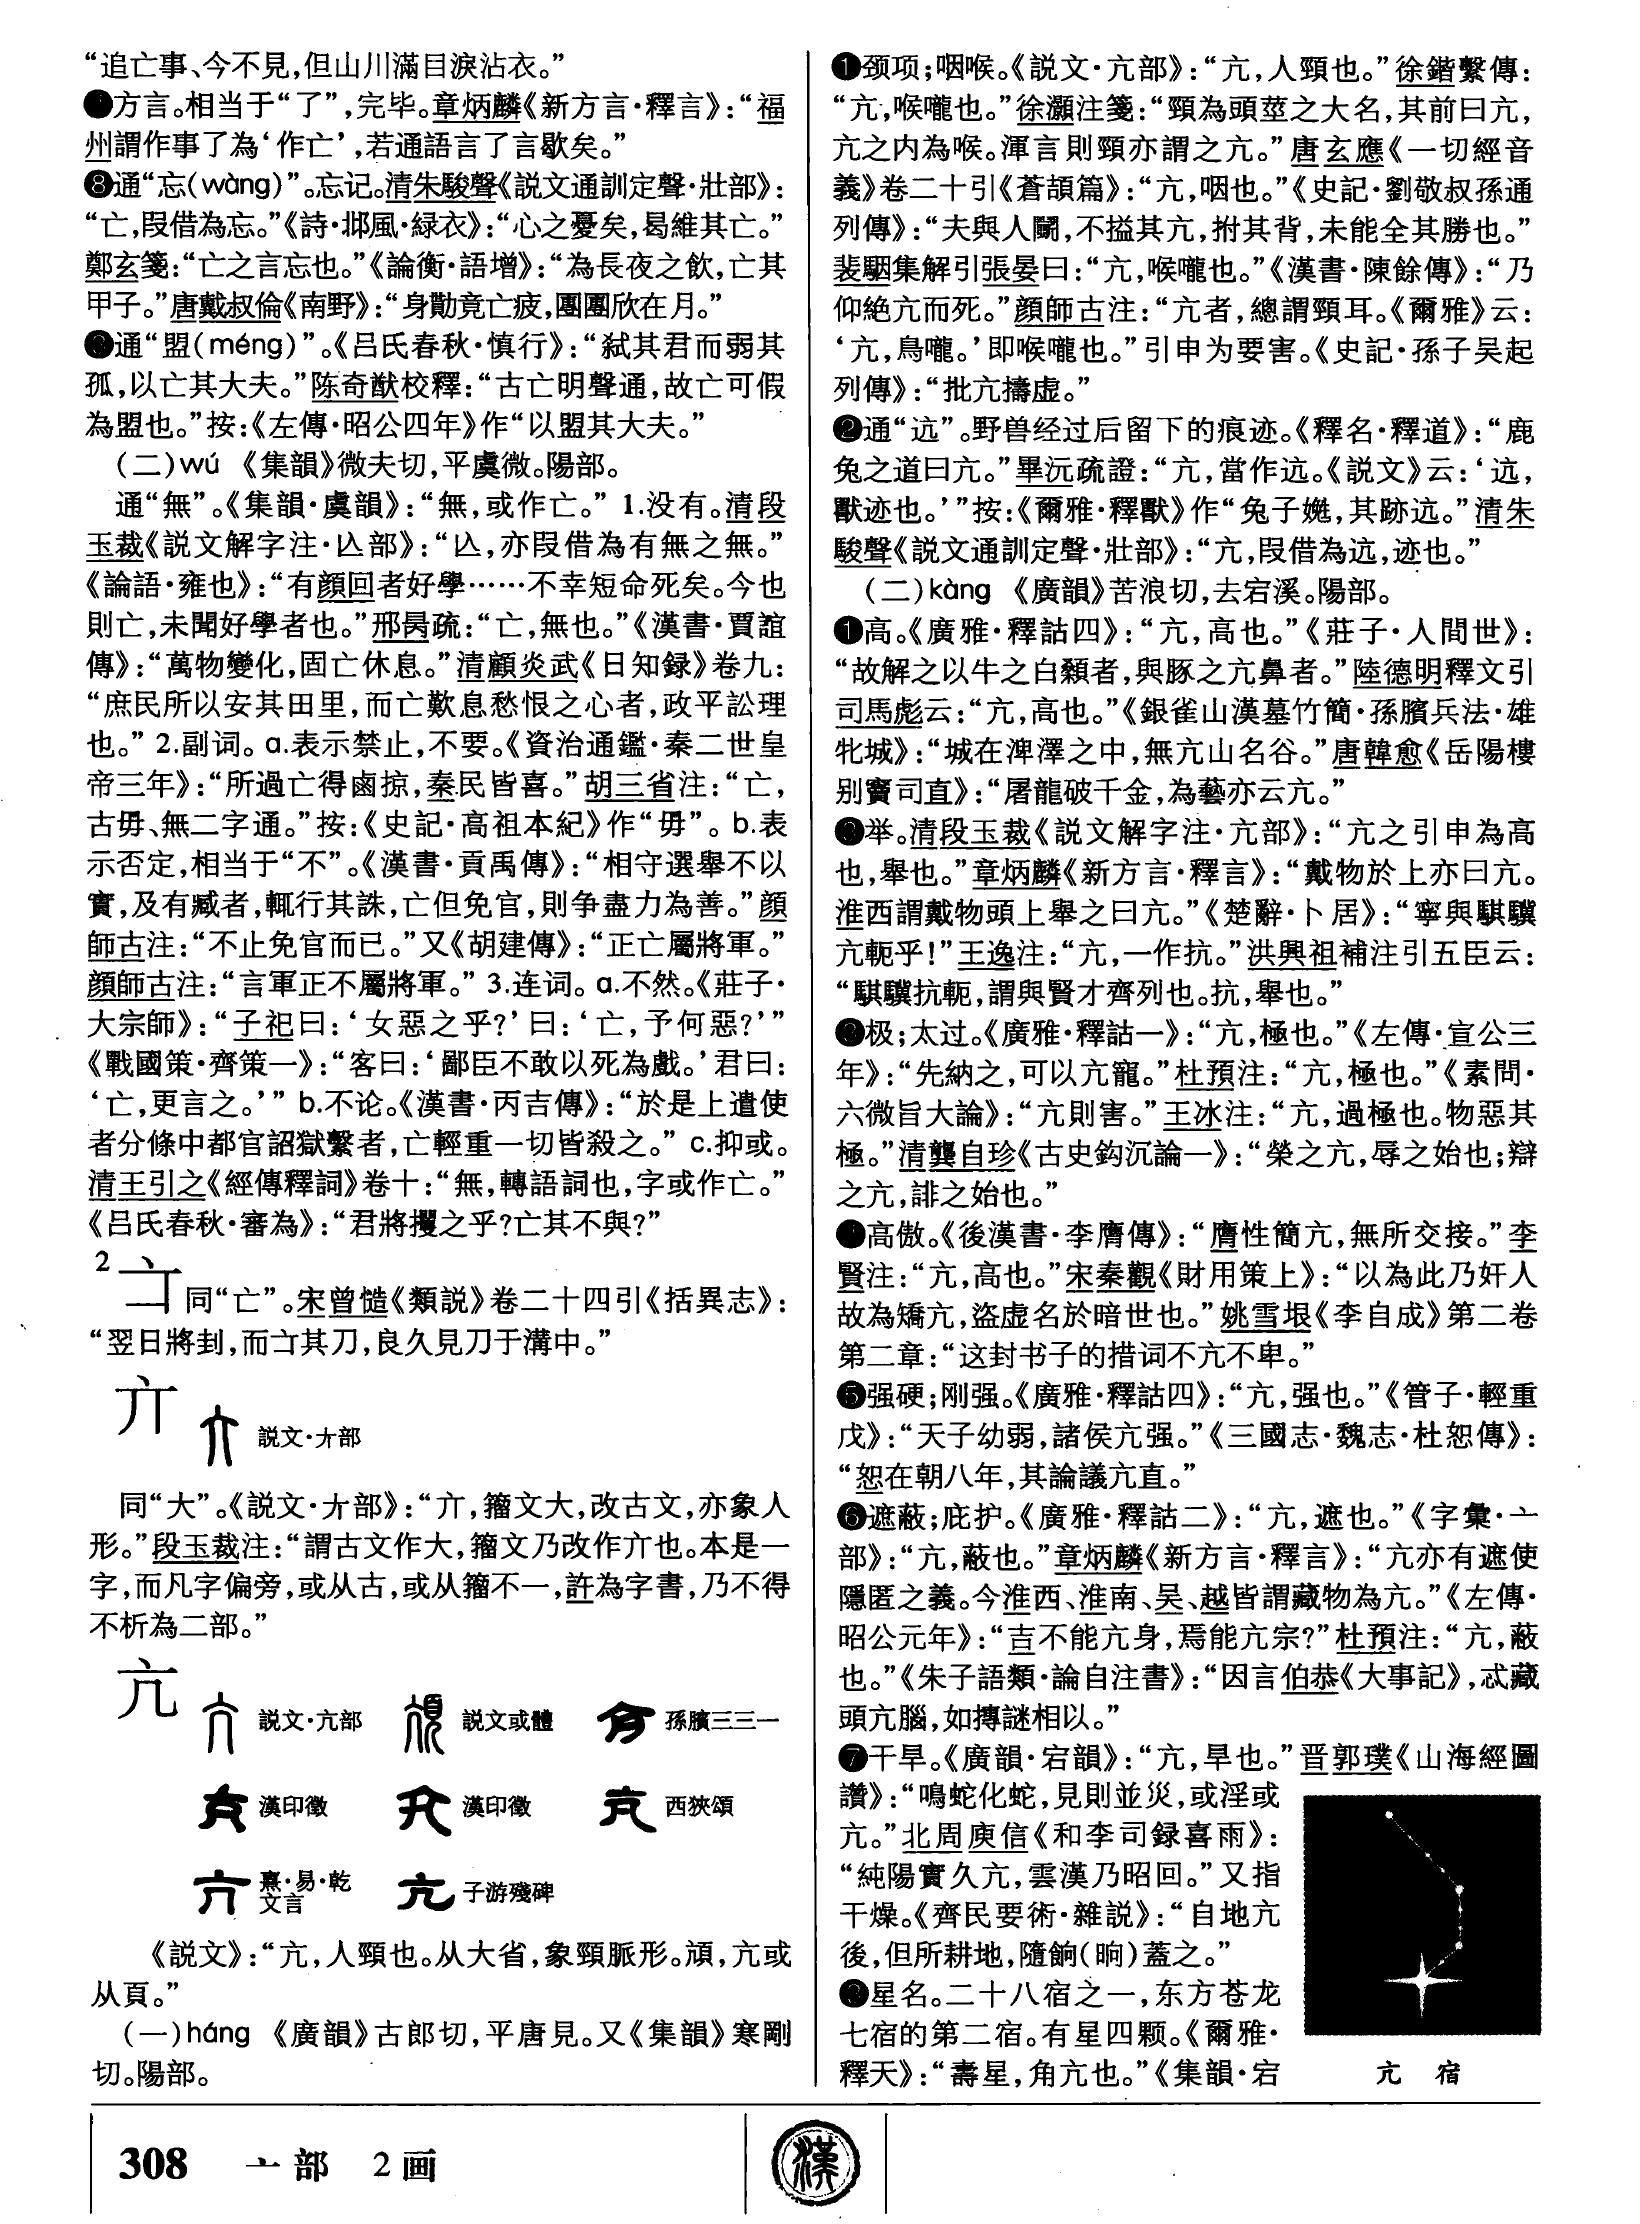 “追亡事、今不見，但山川滿目淚沾衣。”
方言。相当于“了”，完毕。章炳麟《新方言·釋言》：“福
州謂作事了為‘作亡’，若通語言了言歇矣。”
❽通“忘(wàng)”。忘记。清朱駿聲《説文通訓定聲·壯部》：
“亡，叚借為忘。”《詩·邶風·緑衣》：“心之憂矣，曷維其亡。”
鄭玄箋：“亡之言忘也。”《論衡·語增》：“為長夜之飲，亡其
甲子。”唐戴叔倫《南野》：“身勩竟亡疲，團團欣在月。”
通“盟(méng)”。《吕氏春秋·慎行》：“弑其君而弱其
孤，以亡其大夫。”陈奇猷校釋：“古亡明聲通，故亡可假
為盟也。”按：《左傳·昭公四年》作“以盟其大夫。”
(二)wú 《集韻》微夫切，平虞微。陽部。
通“無”。《集韻·虞韻》：“無，或作亡。” 1.没有。清段
玉裁《説文解字注·亾部》：“亾，亦叚借為有無之無。”
《論語·雍也》：“有顔回者好學……不幸短命死矣。今也
則亡，未聞好學者也。”邢昺疏：“亡，無也。”《漢書·賈誼
傳》：“萬物變化，固亡休息。”清顧炎武《日知録》卷九：
“庶民所以安其田里，而亡歎息愁恨之心者，政平訟理
也。” 2.副词。a.表示禁止，不要。《資治通鑑·秦二世皇
帝三年》：“所過亡得鹵掠，秦民皆喜。”胡三省注：“亡，
古毋、無二字通。”按：《史記·高祖本紀》作“毋”。 b.表
示否定，相当于“不”。《漢書·貢禹傳》：“相守選舉不以
實，及有臧者，輒行其誅，亡但免官，則争盡力為善。”顔
師古注：“不止免官而已。”又《胡建傳》：“正亡屬將軍。”
顔師古注：“言軍正不屬將軍。” 3.连词。a.不然。《莊子·
大宗師》：“子祀曰：‘女惡之乎?’曰：‘亡，予何惡?’”
《戰國策·齊策一》：“客曰：‘鄙臣不敢以死為戲。’君曰：
‘亡，更言之。’” b.不论。《漢書·丙吉傳》：“於是上遣使
者分條中都官詔獄繫者，亡輕重一切皆殺之。” c.抑或。
清王引之《經傳釋詞》卷十：“無，轉語詞也，字或作亡。”
《吕氏春秋·審為》：“君將攫之乎?亡其不與?”
2
同“亡”。宋曾慥《類説》卷二十四引《括異志》：
“翌日將刲，而亡其刀，良久見刀于溝中。”
亣
説文·亣部
同“大”。《説文·亣部》：“亣，籀文大，改古文，亦象人
形。”段玉裁注：“謂古文作大，籀文乃改作亣也。本是一
字，而凡字偏旁，或从古，或从籀不一，許為字書，乃不得
不析為二部。”
亢
説文·亢部 説文或體 孫臏三三一
漢印徵 漢印徵 西狹頌
熹·易·乾文言 子游殘碑
《説文》：“亢，人頸也。从大省，象頸脈形。頏，亢或
从頁。”
(一)háng 《廣韻》古郎切，平唐見。又《集韻》寒剛
切。陽部。
❶颈项；咽喉。《説文·亢部》：“亢，人頸也。”徐鍇繫傳：
“亢，喉嚨也。”徐灝注箋：“頸為頭莖之大名，其前曰亢，
亢之内為喉。渾言則頸亦謂之亢。”唐玄應《一切經音
義》卷二十引《蒼頡篇》：“亢，咽也。”《史記·劉敬叔孫通
列傳》：“夫與人鬭，不搤其亢，拊其背，未能全其勝也。”
裴駰集解引張晏曰：“亢，喉嚨也。”《漢書·陳餘傳》：“乃
仰絶亢而死。”顔師古注：“亢者，總謂頸耳。《爾雅》云：
‘亢，鳥嚨。’即喉嚨也。”引申为要害。《史記·孫子吴起
列傳》：“批亢擣虚。”
❷通“迒”。野兽经过后留下的痕迹。《釋名·釋道》：“鹿
兔之道曰亢。”畢沅疏證：“亢，當作迒。《説文》云：‘迒，
獸迹也。’”按：《爾雅·釋獸》作“兔子嬎，其跡迒。”清朱
駿聲《説文通訓定聲·壯部》：“亢，叚借為迒，迹也。”
(二)kàng 《廣韻》苦浪切，去宕溪。陽部。
❶高。《廣雅·釋詁四》：“亢，高也。”《莊子·人間世》：
“故解之以牛之白顙者，與豚之亢鼻者。”陸德明釋文引
司馬彪云：“亢，高也。”《銀雀山漢墓竹簡·孫臏兵法·雄
牝城》：“城在渒澤之中，無亢山名谷。”唐韓愈《岳陽樓
别竇司直》：“屠龍破千金，為藝亦云亢。”
❷举。清段玉裁《説文解字注·亢部》：“亢之引申為高
也，舉也。”章炳麟《新方言·釋言》：“戴物於上亦曰亢。
淮西謂戴物頭上舉之曰亢。”《楚辭·卜居》：“寧與騏驥
亢軛乎!”王逸注：“亢，一作抗。”洪興祖補注引五臣云：
“騏驥抗軛，謂與賢才齊列也。抗，舉也。”
❸极；太过。《廣雅·釋詁一》：“亢，極也。”《左傳·宣公三
年》：“先納之，可以亢寵。”杜預注：“亢，極也。”《素問·
六微旨大論》：“亢則害。”王冰注：“亢，過極也。物惡其
極。”清龔自珍《古史鈎沉論一》：“榮之亢，辱之始也；辯
之亢，誹之始也。”
❹高傲。《後漢書·李膺傳》：“膺性簡亢，無所交接。”李
賢注：“亢，高也。”宋秦觀《財用策上》：“以為此乃奸人
故為矯亢，盜虚名於暗世也。”姚雪垠《李自成》第二卷
第二章：“这封书子的措词不亢不卑。”
❺强硬；刚强。《廣雅·釋詁四》：“亢，强也。”《管子·輕重
戊》：“天子幼弱，諸侯亢强。”《三國志·魏志·杜恕傳》：
“恕在朝八年，其論議亢直。”
❻遮蔽；庇护。《廣雅·釋詁二》：“亢，遮也。”《字彙·亠
部》：“亢，蔽也。”章炳麟《新方言·釋言》：“亢亦有遮使
隱匿之義。今淮西、淮南、吴、越皆謂藏物為亢。”《左傳·
昭公元年》：“吉不能亢身，焉能亢宗?”杜預注：“亢，蔽
也。”《朱子語類·論自注書》：“因言伯恭《大事記》，忒藏
頭亢腦，如摶謎相以。”
❼干旱。《廣韻·宕韻》：“亢，旱也。”晋郭璞《山海經圖
讚》：“鳴蛇化蛇，見則並災，或淫或
亢。”北周庾信《和李司録喜雨》：
“純陽實久亢，雲漢乃昭回。”又指
干燥。《齊民要術·雜説》：“自地亢
後，但所耕地，隨餉(晌)蓋之。”
❽星名。二十八宿之一，东方苍龙
七宿的第二宿。有星四颗。《爾雅·
釋天》：“壽星，角亢也。”《集韻·宕
亢 宿
308 亠部 2画
漢